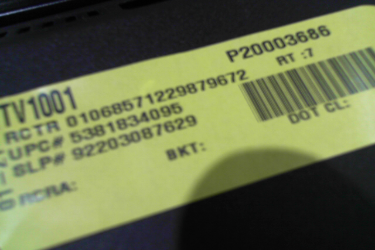 P20003686
RT :7
TV1001
RCTR 01068571229879672
UPC# 5381834095
SLP# 92203087629
DOT CL:
BKT:
RCRA: